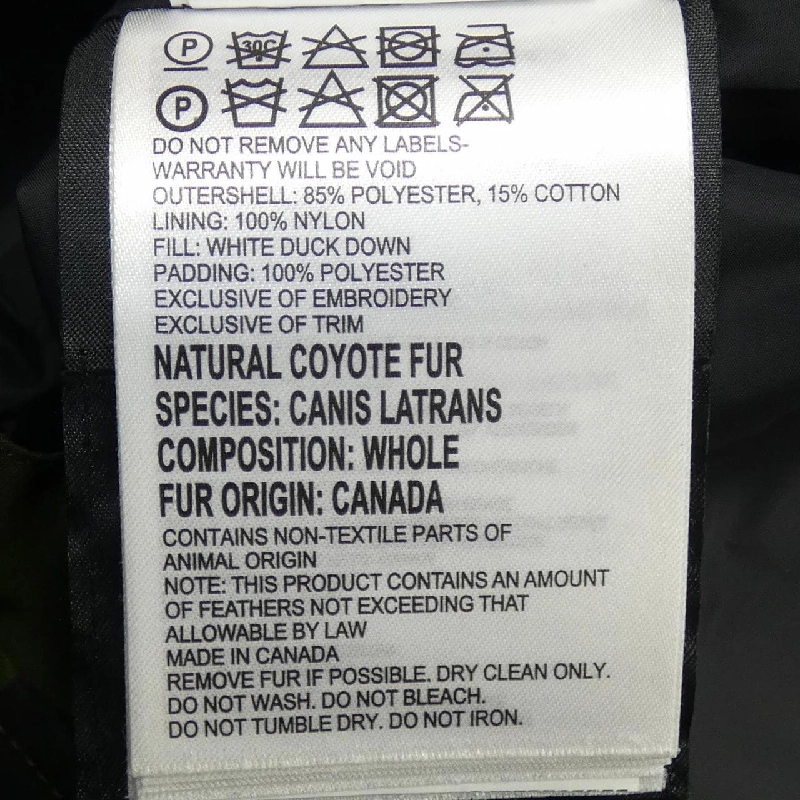 P 30C
P
DO NOT REMOVE ANY LABELS-
WARRANTY WILL BE VOID
OUTERSHELL: 85% POLYESTER, 15% COTTON
LINING: 100% NYLON
FILL: WHITE DUCK DOWN
PADDING: 100% POLYESTER
EXCLUSIVE OF EMBROIDERY
EXCLUSIVE OF TRIM
NATURAL COYOTE FUR
SPECIES: CANIS LATRANS
COMPOSITION: WHOLE
FUR ORIGIN: CANADA
CONTAINS NON-TEXTILE PARTS OF
ANIMAL ORIGIN
NOTE: THIS PRODUCT CONTAINS AN AMOUNT
OF FEATHERS NOT EXCEEDING THAT
ALLOWABLE BY LAW
MADE IN CANADA
REMOVE FUR IF POSSIBLE. DRY CLEAN ONLY.
DO NOT WASH. DO NOT BLEACH.
DO NOT TUMBLE DRY. DO NOT IRON.